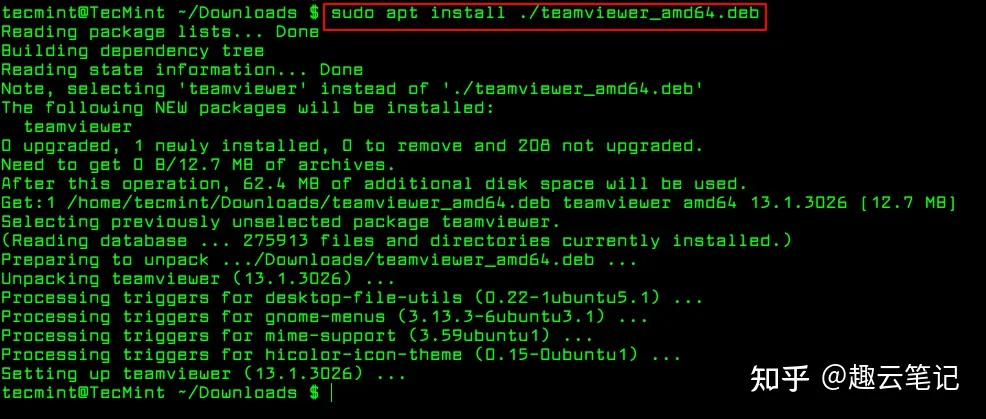 tecmint@TecMint ~/Downloads $ sudo apt install ./teamviewer_amd64.deb
Reading package lists... Done
Building dependency tree
Reading state information... Done
Note, selecting 'teamviewer' instead of './teamviewer_amd64.deb'
The following NEW packages will be installed:
  teamviewer
0 upgraded, 1 newly installed, 0 to remove and 208 not upgraded.
Need to get 0 B/12.7 MB of archives.
After this operation, 62.4 MB of additional disk space will be used.
Get:1 /home/tecmint/Downloads/teamviewer_amd64.deb teamviewer amd64 13.1.3026 [12.7 MB]
Selecting previously unselected package teamviewer.
(Reading database ... 275913 files and directories currently installed.)
Preparing to unpack .../Downloads/teamviewer_amd64.deb ...
Unpacking teamviewer (13.1.3026) ...
Processing triggers for desktop-file-utils (0.22-1ubuntu5.1) ...
Processing triggers for gnome-menus (3.13.3-6ubuntu3.1) ...
Processing triggers for mime-support (3.59ubuntu1) ...
Processing triggers for hicolor-icon-theme (0.15-0ubuntu1) ...
Setting up teamviewer (13.1.3026) ...
tecmint@TecMint ~/Downloads $
知乎 @趣云笔记